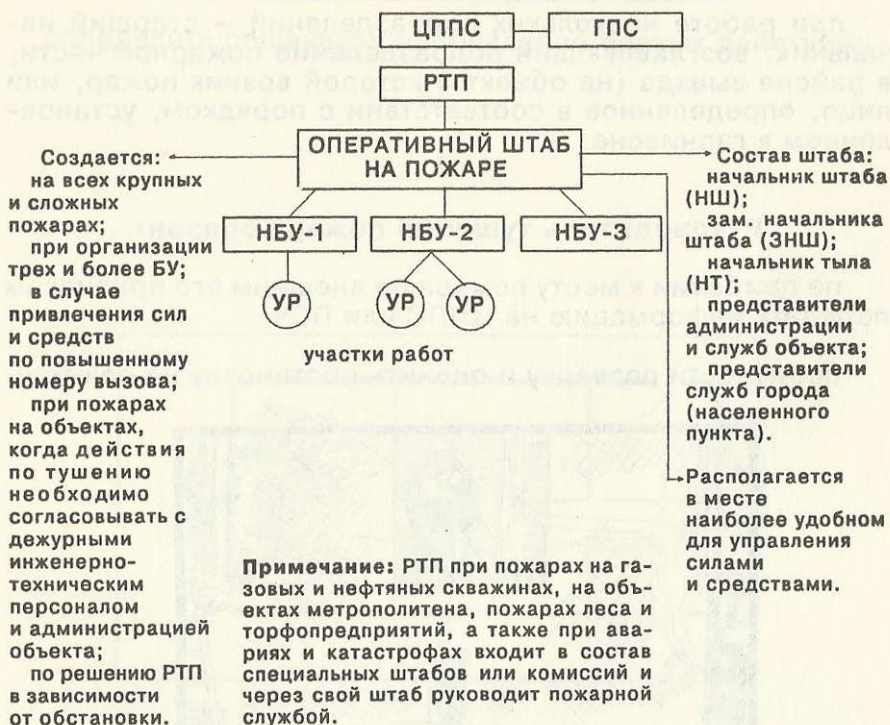 ЦППС
ГПС
РТП
ОПЕРАТИВНЫЙ ШТАБ
НА ПОЖАРЕ
НБУ-1
НБУ-2
НБУ-3
УР
УР
УР
участки работ
Создается:
на всех крупных
и сложных
пожарах;
при организации
трех и более БУ;
в случае
привлечения сил
и средств
по повышенному
номеру вызова;
при пожарах
на объектах,
когда действия
по тушению
необходимо
согласовывать с
дежурными
инженерно-
техническим
персоналом
и администрацией
объекта;
по решению РТП
в зависимости
от обстановки.
Состав штаба:
начальник штаба
(НШ);
зам. начальника
штаба (ЗНШ);
начальник тыла
(НТ);
представители
администрации
и служб объекта;
представители
служб города
(населенного
пункта).
Располагается
в месте
наиболее удобном
для управления
силами
и средствами.
Примечание: РТП при пожарах на га-
зовых и нефтяных скважинах, на объ-
ектах метрополитена, пожарах леса и
торфопредприятий, а также при ава-
риях и катастрофах входит в состав
специальных штабов или комиссий и
через свой штаб руководит пожарной
службой.